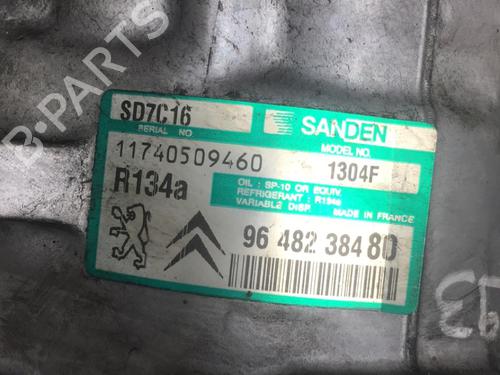 B-PARTS
SD7C16
SANDEN
SERIAL NO
MODEL NO.
11740509460
1304F
R134a
OIL : SP-10 OR EQUIV.
REFRIGERANT : R134a
VARIABLE DISP. MADE IN FRANCE
96 482 384 80